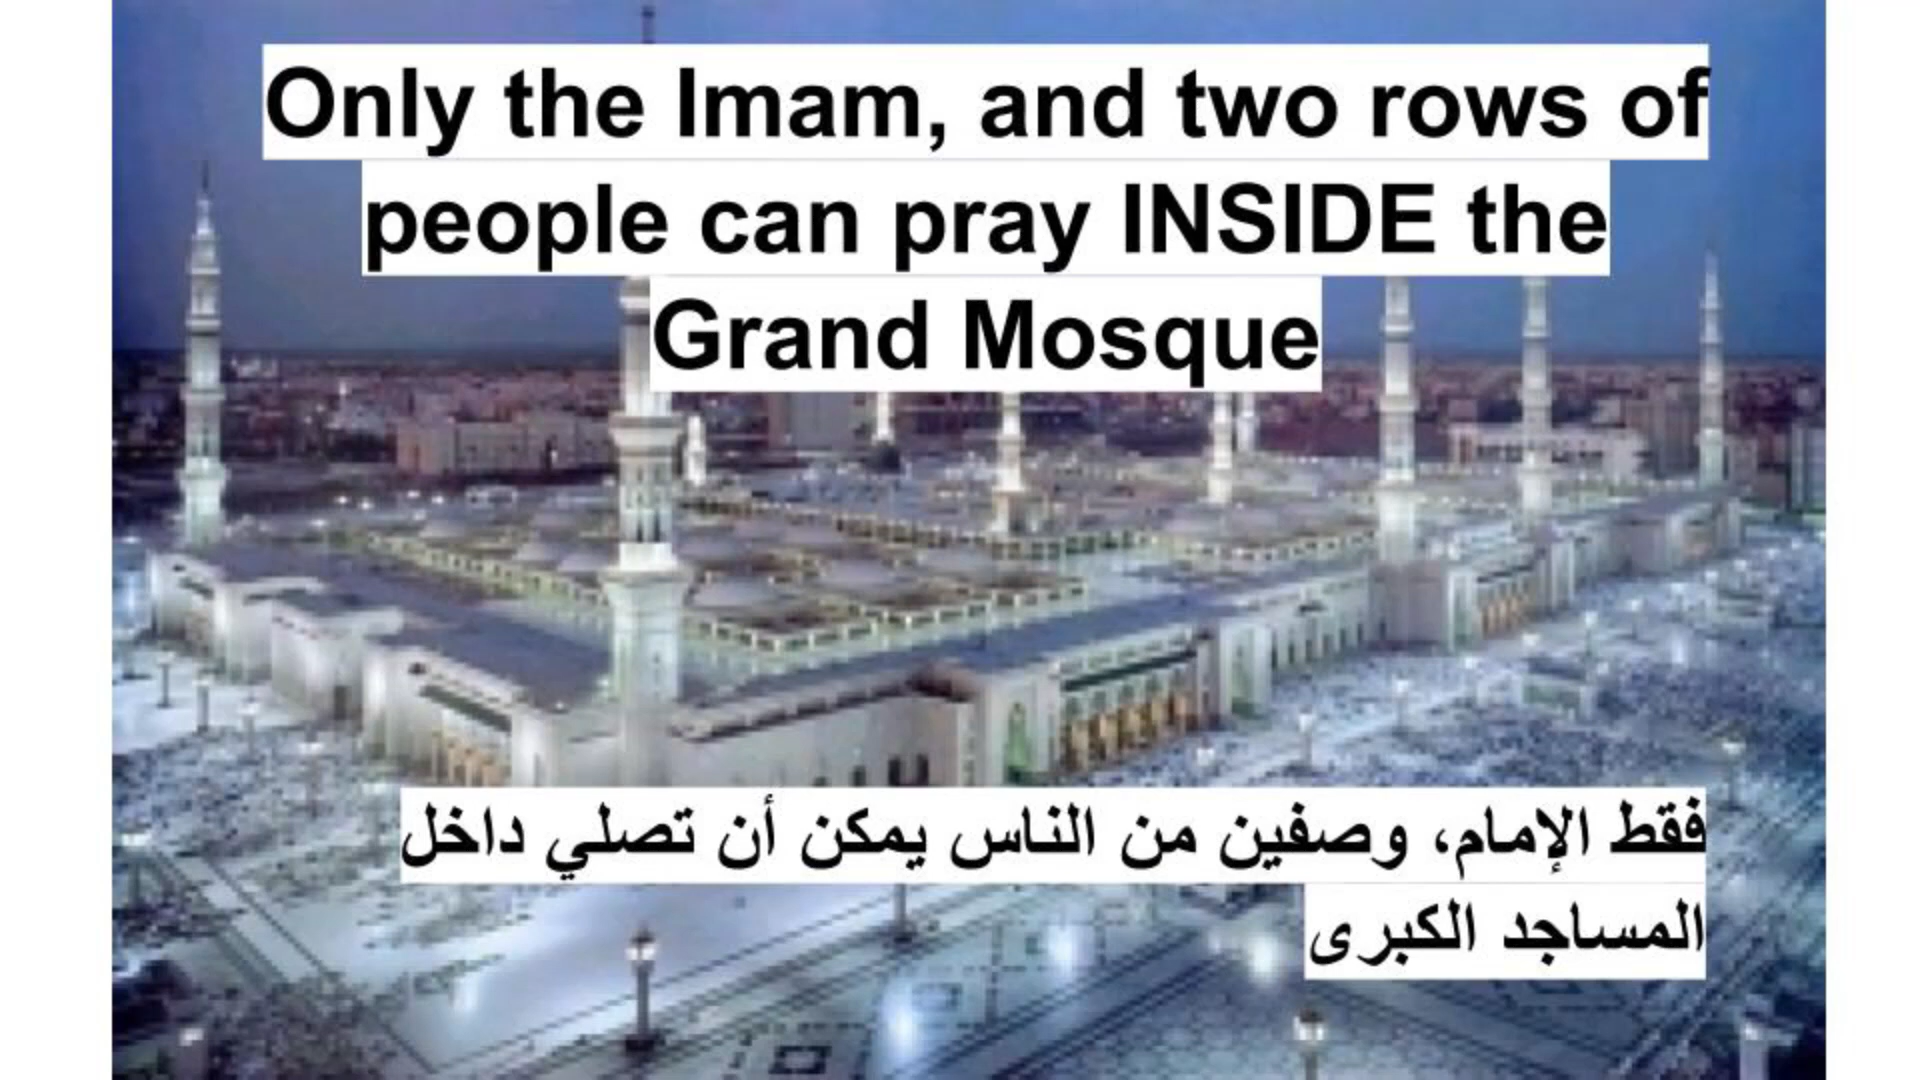 Only the Imam, and two rows of
people can pray INSIDE the
Grand Mosque
فقط الإمام، وصفين من الناس يمكن أن تصلي داخل
المساجد الكبرى